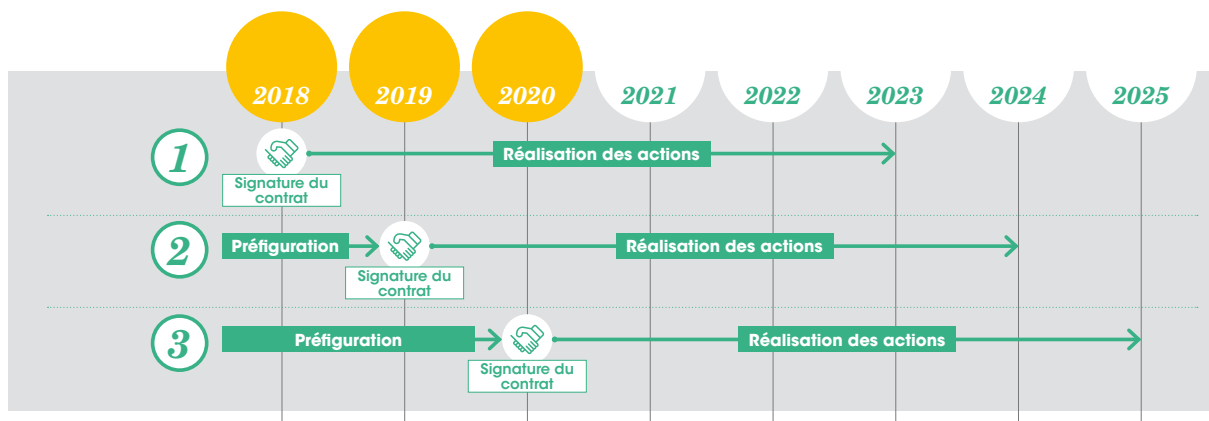 2018 2019 2020 2021 2022 2023 2024 2025
1
Réalisation des actions
Signature du
contrat
2
Préfiguration
Réalisation des actions
Signature du
contrat
3
Préfiguration
Réalisation des actions
Signature du
contrat